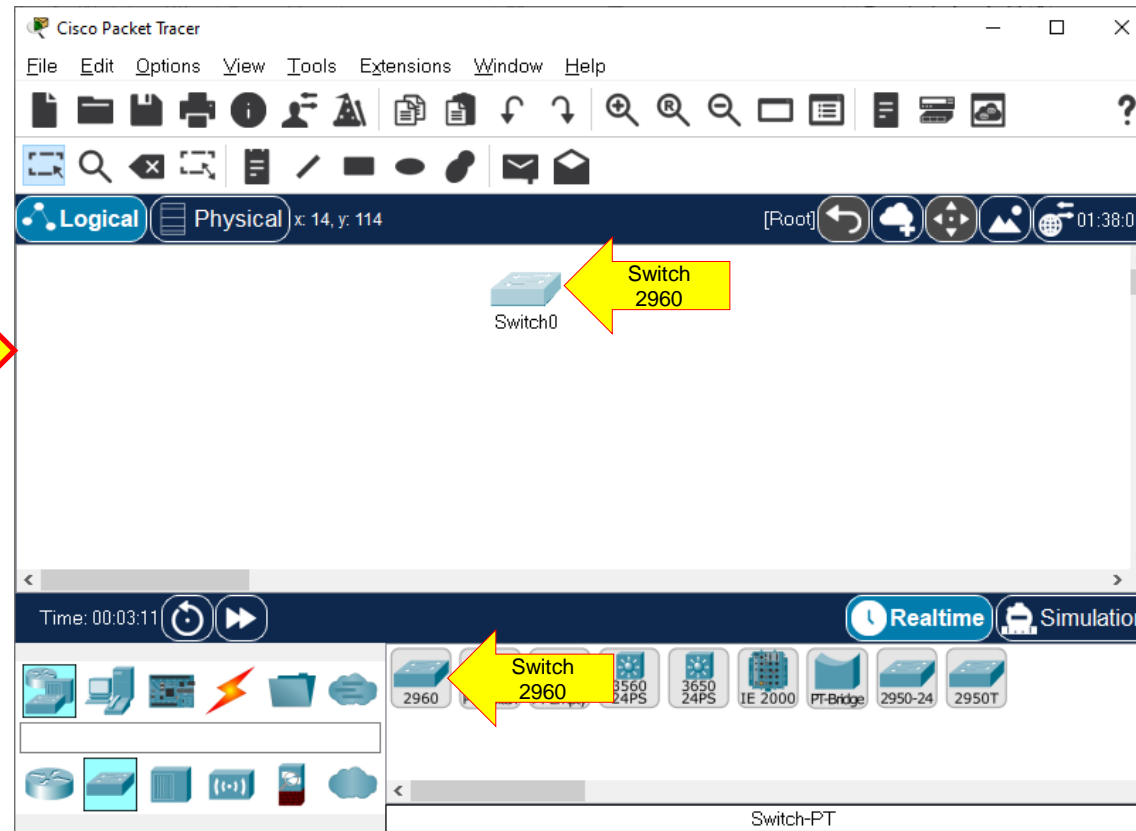 Cisco Packet Tracer
File Edit Options View Tools Extensions Window Help
?
Logical Physical x: 14, y: 114 [Root] 01:38:0
Switch
2960
Switch0
Time: 00:03:11 Realtime Simulation
Switch
2960
2960 3560 3650 IE 2000 PT-Bridge 2950-24 2950T
24PS 24PS
Switch-PT